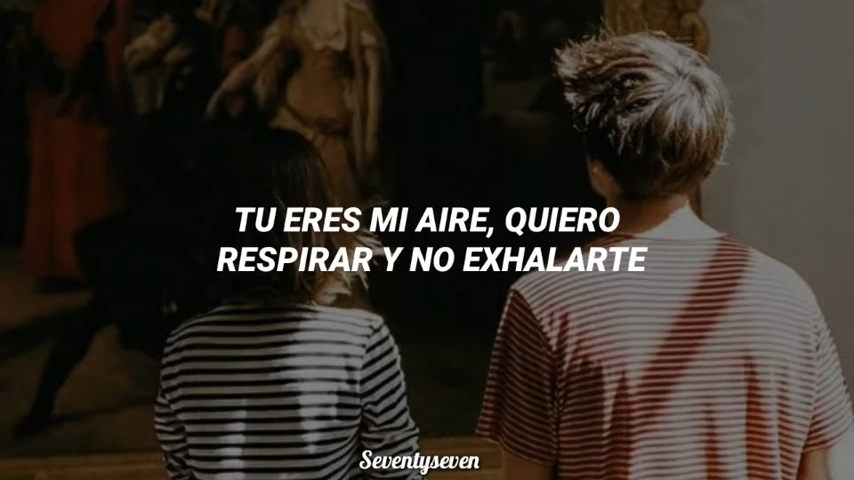 TU ERES MI AIRE, QUIERO
RESPIRAR Y NO EXHALARTE
Seventyseven